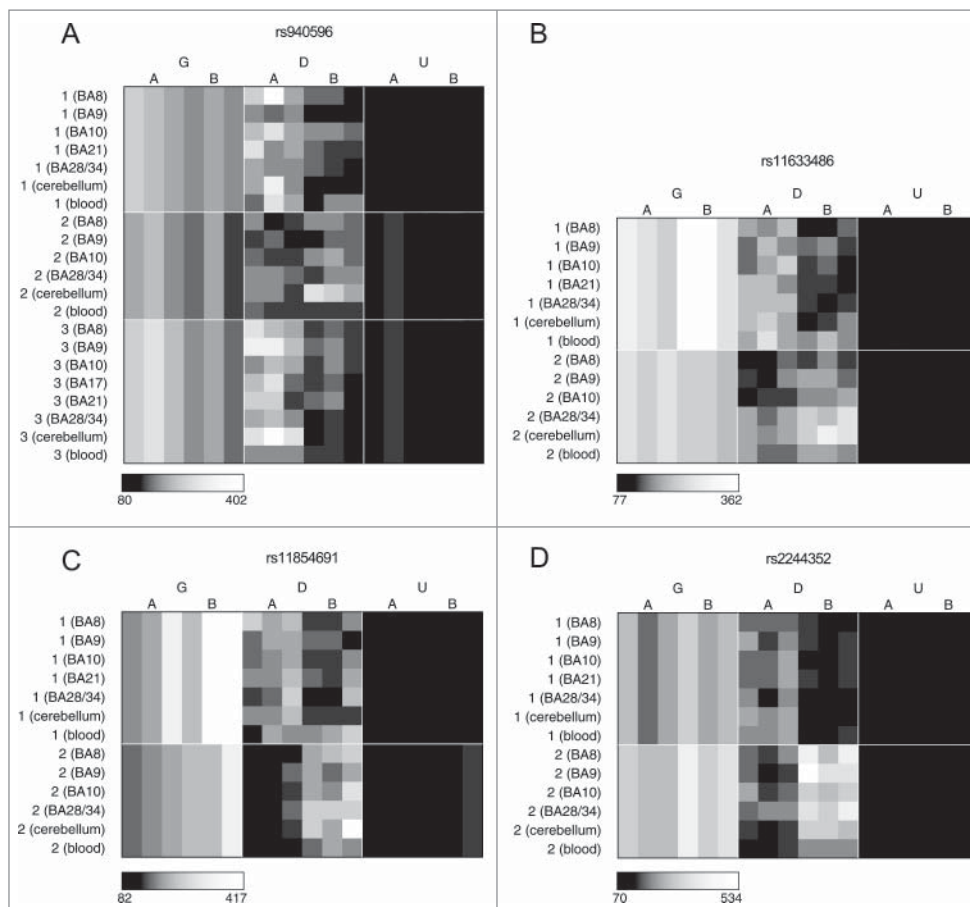 A
rs940596
G D U
A B A B A B
1 (BA8)
1 (BA9)
1 (BA10)
1 (BA21)
1 (BA28/34)
1 (cerebellum)
1 (blood)
2 (BA8)
2 (BA9)
2 (BA10)
2 (BA28/34)
2 (cerebellum)
2 (blood)
3 (BA8)
3 (BA9)
3 (BA10)
3 (BA17)
3 (BA21)
3 (BA28/34)
3 (cerebellum)
3 (blood)
80 402
B
rs11633486
G D U
A B A B A B
1 (BA8)
1 (BA9)
1 (BA10)
1 (BA21)
1 (BA28/34)
1 (cerebellum)
1 (blood)
2 (BA8)
2 (BA9)
2 (BA10)
2 (BA28/34)
2 (cerebellum)
2 (blood)
77 362
C
rs11854691
G D U
A B A B A B
1 (BA8)
1 (BA9)
1 (BA10)
1 (BA21)
1 (BA28/34)
1 (cerebellum)
1 (blood)
2 (BA8)
2 (BA9)
2 (BA10)
2 (BA28/34)
2 (cerebellum)
2 (blood)
82 417
D
rs2244352
G D U
A B A B A B
1 (BA8)
1 (BA9)
1 (BA10)
1 (BA21)
1 (BA28/34)
1 (cerebellum)
1 (blood)
2 (BA8)
2 (BA9)
2 (BA10)
2 (BA28/34)
2 (cerebellum)
2 (blood)
70 534